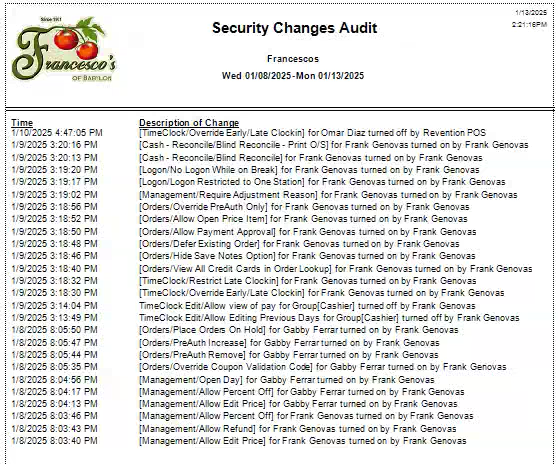 Since 1971
Francesco's
OF BABYLON
Security Changes Audit
1/13/2025
2:21:16PM
Francescos
Wed 01/08/2025-Mon 01/13/2025
Time Description of Change
1/10/2025 4:47:05 PM [TimeClock/Override Early/Late Clockin] for Omar Diaz turned off by Revention POS
1/9/2025 3:20:16 PM [Cash - Reconcile/Blind Reconcile - Print O/S] for Frank Genovas turned on by Frank Genovas
1/9/2025 3:20:13 PM [Cash - Reconcile/Blind Reconcile] for Frank Genovas turned on by Frank Genovas
1/9/2025 3:19:20 PM [Logon/No Logon While on Break] for Frank Genovas turned on by Frank Genovas
1/9/2025 3:19:17 PM [Logon/Logon Restricted to One Station] for Frank Genovas turned on by Frank Genovas
1/9/2025 3:19:02 PM [Management/Require Adjustment Reason] for Frank Genovas turned on by Frank Genovas
1/9/2025 3:18:56 PM [Orders/Override PreAuth Only] for Frank Genovas turned on by Frank Genovas
1/9/2025 3:18:52 PM [Orders/Allow Open Price Item] for Frank Genovas turned on by Frank Genovas
1/9/2025 3:18:50 PM [Orders/Allow Payment Approval] for Frank Genovas turned on by Frank Genovas
1/9/2025 3:18:48 PM [Orders/Defer Existing Order] for Frank Genovas turned on by Frank Genovas
1/9/2025 3:18:46 PM [Orders/Hide Save Notes Option] for Frank Genovas turned on by Frank Genovas
1/9/2025 3:18:40 PM [Orders/View All Credit Cards in Order Lookup] for Frank Genovas turned on by Frank Genovas
1/9/2025 3:18:32 PM [TimeClock/Restrict Late Clockin] for Frank Genovas turned on by Frank Genovas
1/9/2025 3:18:30 PM [TimeClock/Override Early/Late Clockin] for Frank Genovas turned on by Frank Genovas
1/9/2025 3:14:04 PM TimeClock Edit/Allow view of pay for Group[Cashier] turned off by Frank Genovas
1/9/2025 3:13:49 PM TimeClock Edit/Allow Editing Previous Days for Group[Cashier] turned off by Frank Genovas
1/8/2025 8:05:50 PM [Orders/Place Orders On Hold] for Gabby Ferrar turned on by Frank Genovas
1/8/2025 8:05:47 PM [Orders/PreAuth Increase] for Gabby Ferrar turned on by Frank Genovas
1/8/2025 8:05:44 PM [Orders/PreAuth Remove] for Gabby Ferrar turned on by Frank Genovas
1/8/2025 8:05:35 PM [Orders/Override Coupon Validation Code] for Gabby Ferrar turned on by Frank Genovas
1/8/2025 8:04:56 PM [Management/Open Day] for Gabby Ferrar turned on by Frank Genovas
1/8/2025 8:04:17 PM [Management/Allow Percent Off] for Gabby Ferrar turned on by Frank Genovas
1/8/2025 8:04:13 PM [Management/Allow Edit Price] for Gabby Ferrar turned on by Frank Genovas
1/8/2025 8:03:46 PM [Management/Allow Percent Off] for Frank Genovas turned on by Frank Genovas
1/8/2025 8:03:43 PM [Management/Allow Refund] for Frank Genovas turned on by Frank Genovas
1/8/2025 8:03:40 PM [Management/Allow Edit Price] for Frank Genovas turned on by Frank Genovas